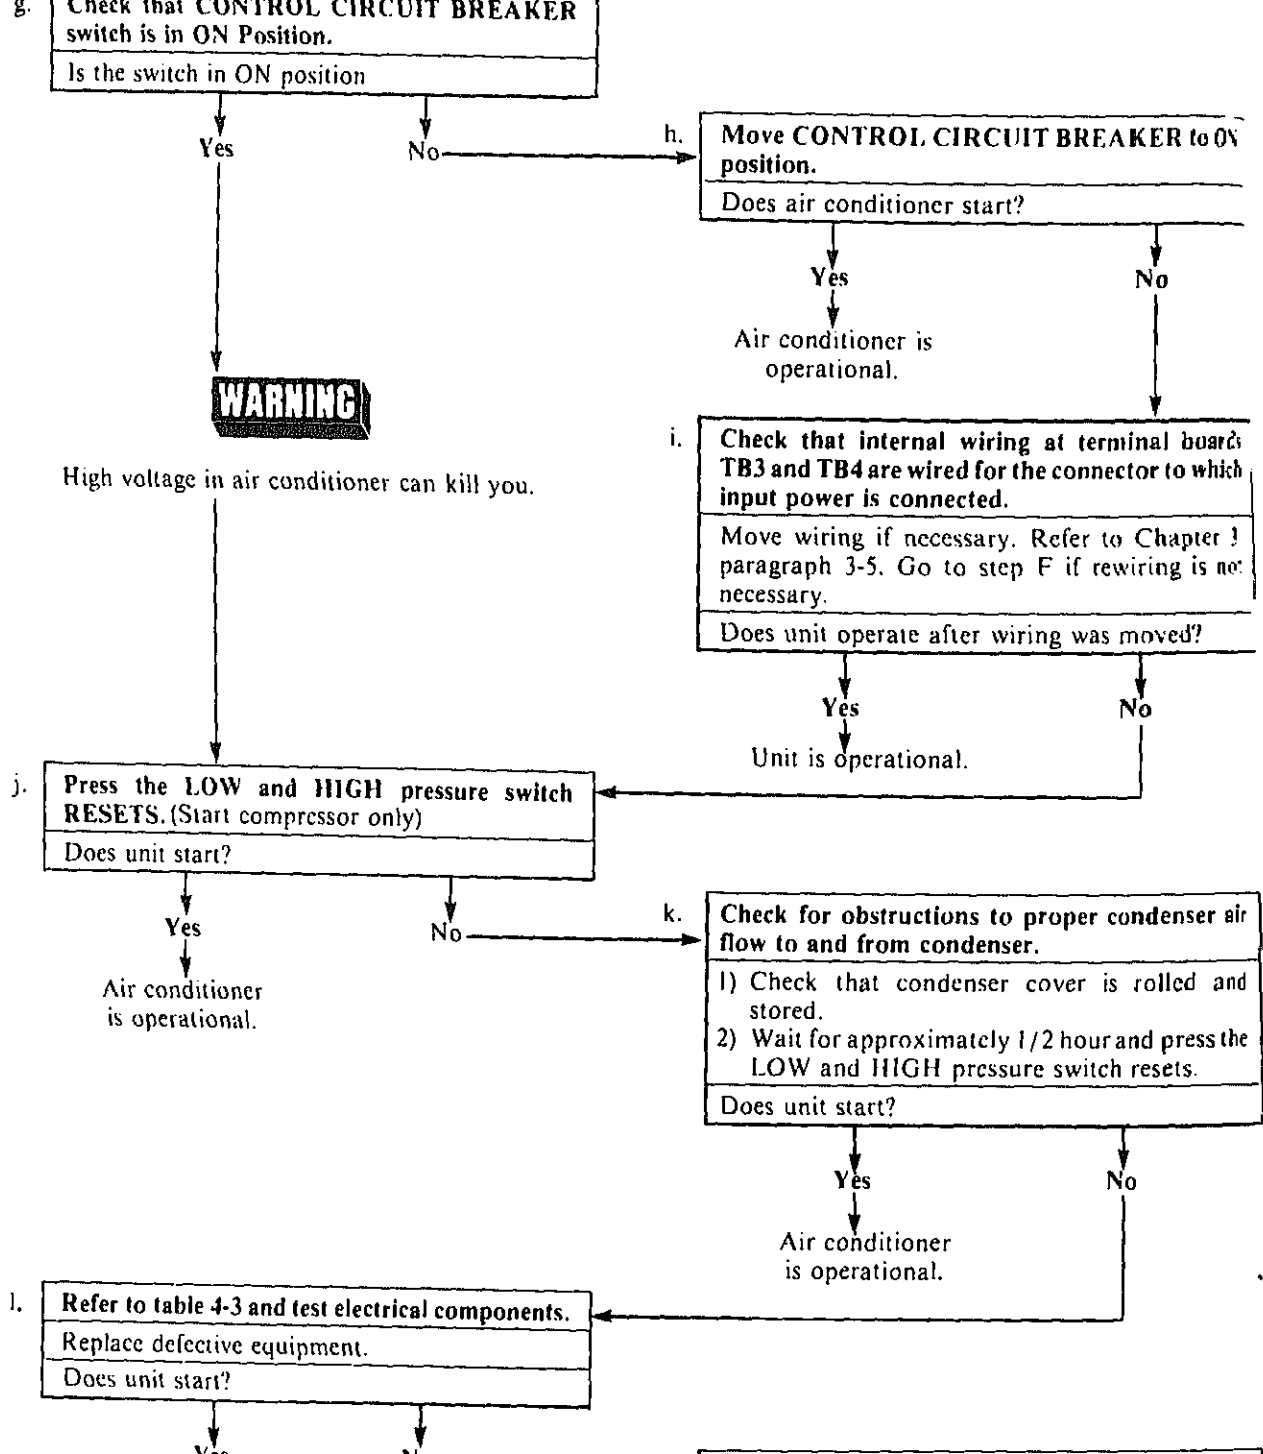 g. Check that CONTROL CIRCUIT BREAKER
switch is in ON Position.
Is the switch in ON position
Yes
No
h. Move CONTROL CIRCUIT BREAKER to ON
position.
Does air conditioner start?
Yes
No
Air conditioner is
operational.
WARNING
High voltage in air conditioner can kill you.
i. Check that internal wiring at terminal boards
TB3 and TB4 are wired for the connector to which
input power is connected.
Move wiring if necessary. Refer to Chapter
paragraph 3-5. Go to step F if rewiring is not
necessary.
Does unit operate after wiring was moved?
Yes
No
Unit is operational.
j. Press the LOW and HIGH pressure switch
RESETS. (Start compressor only)
Does unit start?
Yes
No
Air conditioner
is operational.
k. Check for obstructions to proper condenser air
flow to and from condenser.
1) Check that condenser cover is rolled and
stored.
2) Wait for approximately 1/2 hour and press the
LOW and HIGH pressure switch resets.
Does unit start?
Yes
No
Air conditioner
is operational.
l. Refer to table 4-3 and test electrical components.
Replace defective equipment.
Does unit start?
Yes